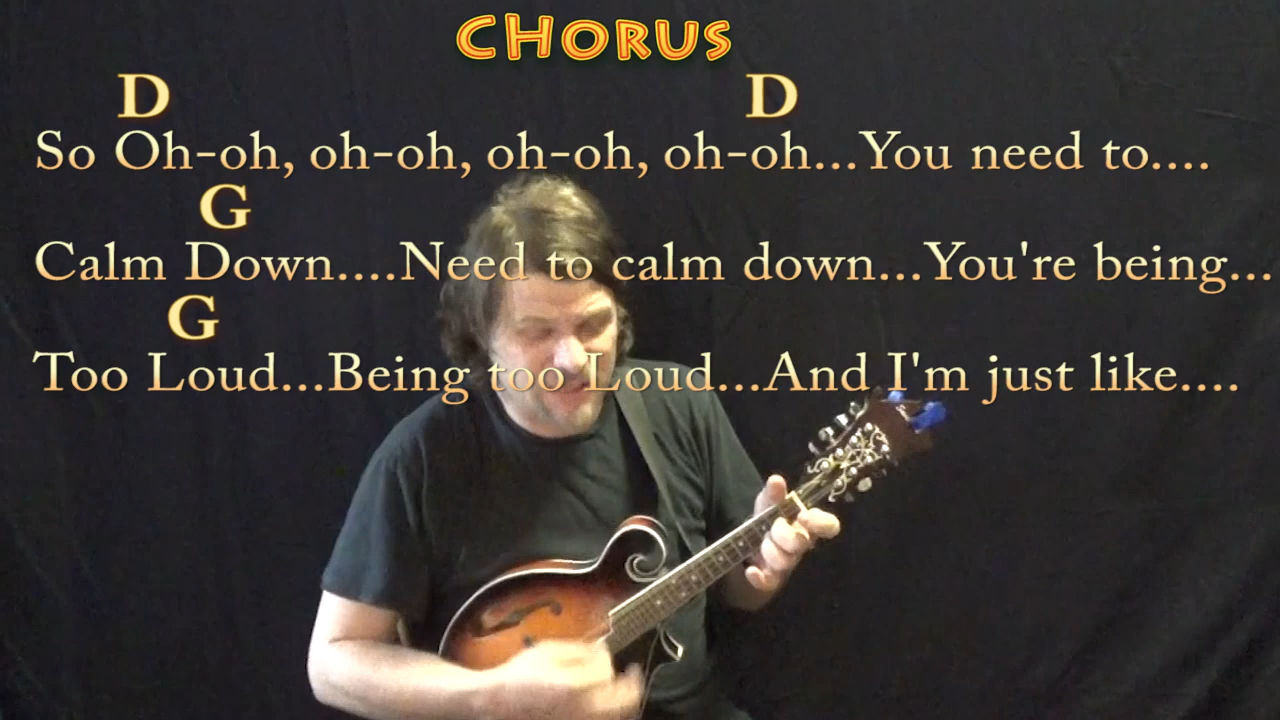 CHORUS
D D
So Oh-oh, oh-oh, oh-oh, oh-oh...You need to....
G
Calm Down....Need to calm down...You're being...
G
Too Loud...Being too Loud...And I'm just like....